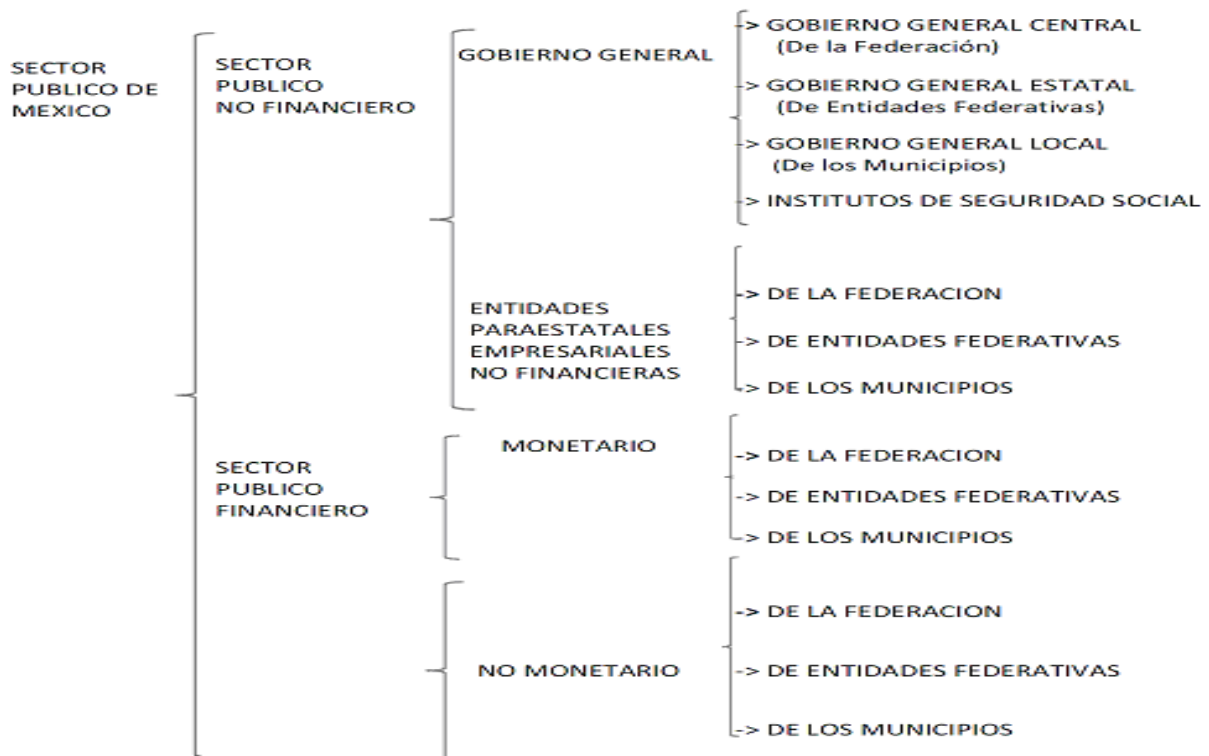 SECTOR
PUBLICO DE
MEXICO
SECTOR
PUBLICO
NO FINANCIERO
GOBIERNO GENERAL
-> GOBIERNO GENERAL CENTRAL
(De la Federación)
-> GOBIERNO GENERAL ESTATAL
(De Entidades Federativas)
-> GOBIERNO GENERAL LOCAL
(De los Municipios)
-> INSTITUTOS DE SEGURIDAD SOCIAL
ENTIDADES
PARAESTATALES
EMPRESARIALES
NO FINANCIERAS
-> DE LA FEDERACION
-> DE ENTIDADES FEDERATIVAS
-> DE LOS MUNICIPIOS
SECTOR
PUBLICO
FINANCIERO
MONETARIO
-> DE LA FEDERACION
-> DE ENTIDADES FEDERATIVAS
-> DE LOS MUNICIPIOS
NO MONETARIO
-> DE LA FEDERACION
-> DE ENTIDADES FEDERATIVAS
-> DE LOS MUNICIPIOS